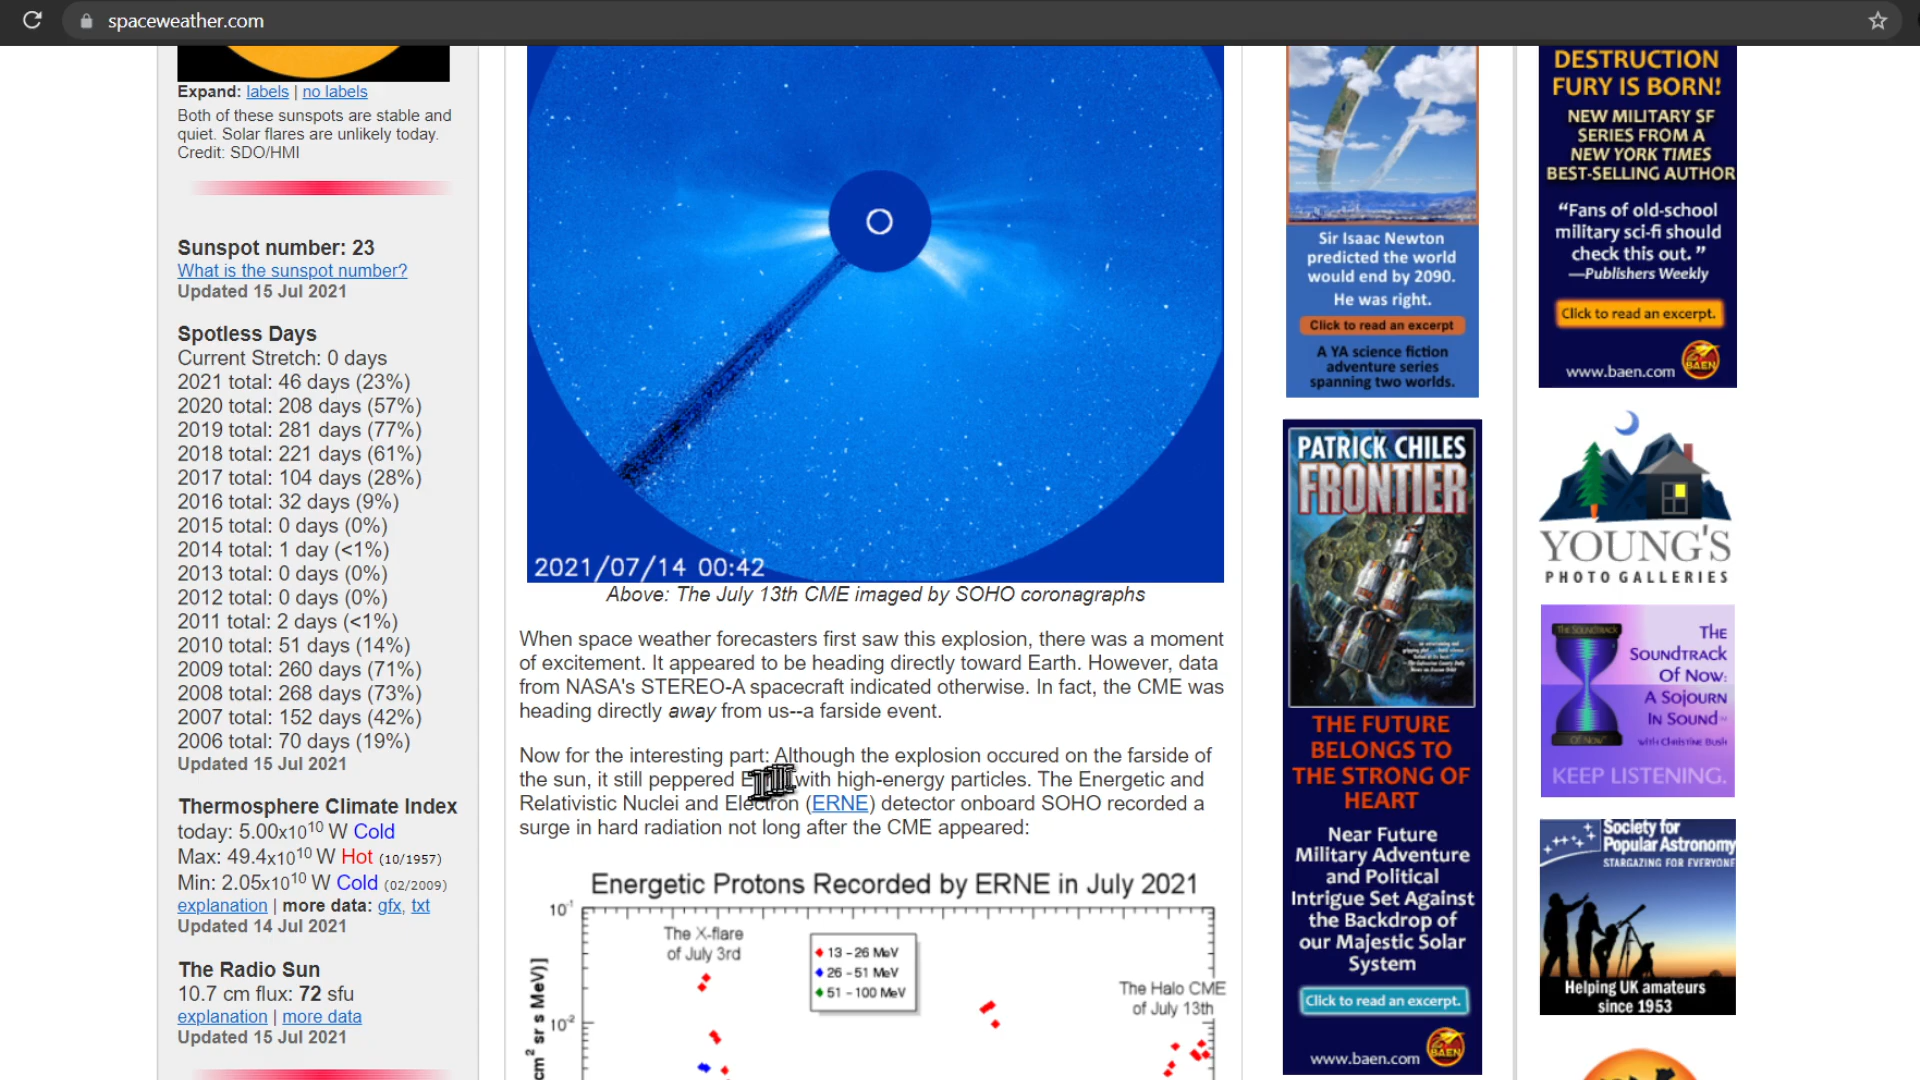 spaceweather.com
Expand: labels | no labels
Both of these sunspots are stable and
quiet. Solar flares are unlikely today.
Credit: SDO/HMI
Sunspot number: 23
What is the sunspot number?
Updated 15 Jul 2021
Spotless Days
Current Stretch: 0 days
2021 total: 46 days (23%)
2020 total: 208 days (57%)
2019 total: 281 days (77%)
2018 total: 221 days (61%)
2017 total: 104 days (28%)
2016 total: 32 days (9%)
2015 total: 0 days (0%)
2014 total: 1 day (<1%)
2013 total: 0 days (0%)
2012 total: 0 days (0%)
2011 total: 2 days (<1%)
2010 total: 51 days (14%)
2009 total: 260 days (71%)
2008 total: 268 days (73%)
2007 total: 152 days (42%)
2006 total: 70 days (19%)
Updated 15 Jul 2021
Thermosphere Climate Index
today: 5.00x10¹⁰ W Cold
Max: 49.4x10¹⁰ W Hot (10/1957)
Min: 2.05x10¹⁰ W Cold (02/2009)
explanation | more data: gfx, txt
Updated 14 Jul 2021
The Radio Sun
10.7 cm flux: 72 sfu
explanation | more data
Updated 15 Jul 2021
2021/07/14 00:42
Above: The July 13th CME imaged by SOHO coronagraphs
When space weather forecasters first saw this explosion, there was a moment
of excitement. It appeared to be heading directly toward Earth. However, data
from NASA's STEREO-A spacecraft indicated otherwise. In fact, the CME was
heading directly away from us--a farside event.
Now for the interesting part: Although the explosion occured on the farside of
the sun, it still peppered with high-energy particles. The Energetic and
Relativistic Nuclei and Electron (ERNE) detector onboard SOHO recorded a
surge in hard radiation not long after the CME appeared:
Energetic Protons Recorded by ERNE in July 2021
10⁻¹
The X-flare
of July 3rd
13 - 26 MeV
26 - 51 MeV
51 - 100 MeV
The Halo CME
of July 13th
10⁻²
cm² sr s MeV)]
Sir Isaac Newton
predicted the world
would end by 2090.
He was right.
Click to read an excerpt
A YA science fiction
adventure series
spanning two worlds.
PATRICK CHILES
FRONTIER
THE FUTURE
BELONGS TO
THE STRONG OF
HEART
Near Future
Military Adventure
and Political
Intrigue Set Against
the Backdrop of
our Majestic Solar
System
Click to read an excerpt.
www.baen.com
BAEN
DESTRUCTION
FURY IS BORN!
NEW MILITARY SF
SERIES FROM A
NEW YORK TIMES
BEST-SELLING AUTHOR
“Fans of old-school
military sci-fi should
check this out.”
—Publishers Weekly
Click to read an excerpt.
www.baen.com
BAEN
YOUNG'S
PHOTO GALLERIES
THE SOUNDTRACK
OF NOW™
THE
SOUNDTRACK
OF NOW:
A SOJOURN
IN SOUND
with Christine Bush
KEEP LISTENING.
Society for
Popular Astronomy
STARGAZING FOR EVERYONE
Helping UK amateurs
since 1953